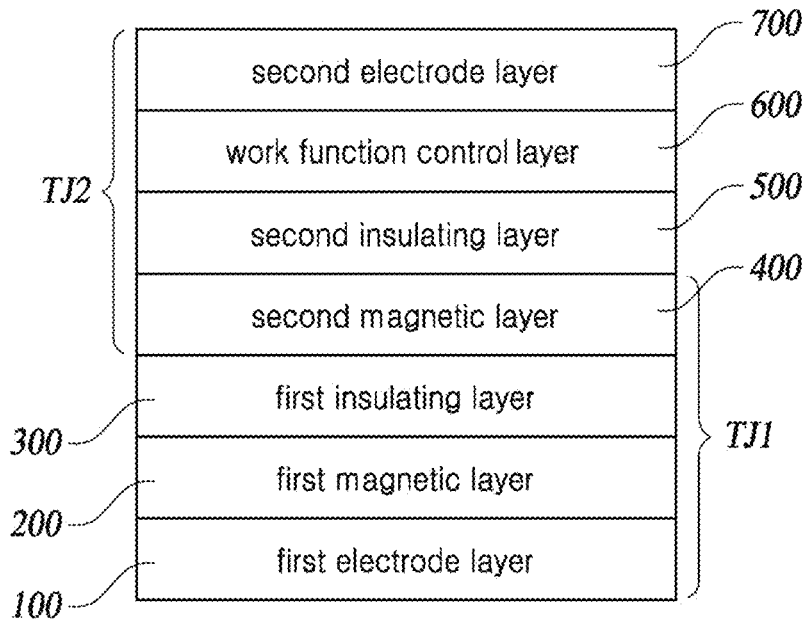 700
second electrode layer
600
work function control layer
TJ2
500
second insulating layer
400
second magnetic layer
first insulating layer
300
TJ1
first magnetic layer
200
first electrode layer
100